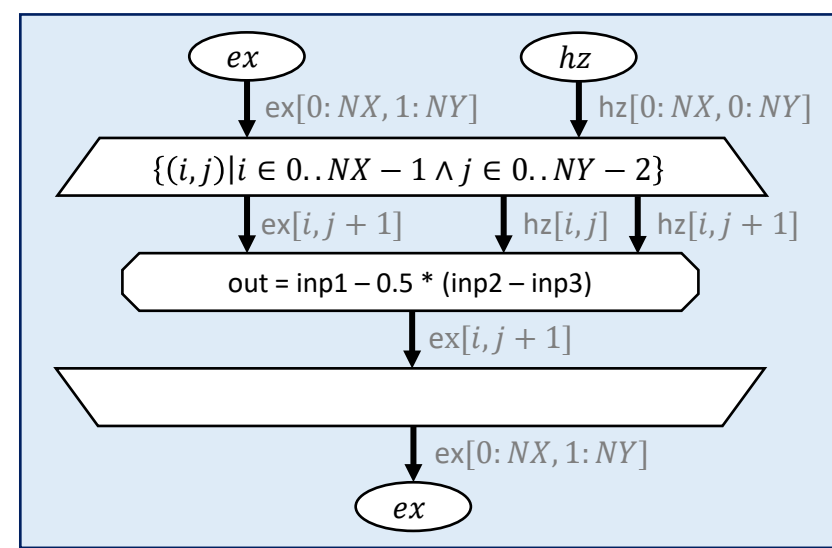 ex hz
ex[0: NX, 1: NY] hz[0: NX, 0: NY]
{(i, j)|i ∈ 0. . NX − 1 ∧ j ∈ 0. . NY − 2}
ex[i, j + 1] hz[i, j] hz[i, j + 1]
out = inp1 – 0.5 * (inp2 – inp3)
ex[i, j + 1]
ex[0: NX, 1: NY]
ex